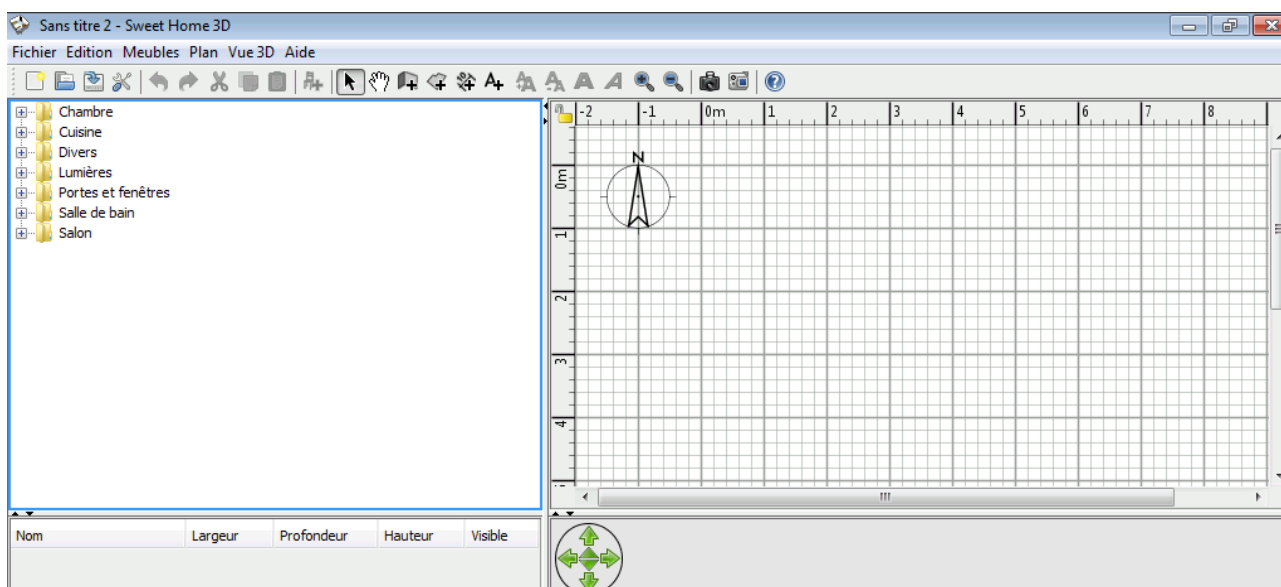 Sans titre 2 - Sweet Home 3D
Fichier Edition Meubles Plan Vue 3D Aide
Chambre
Cuisine
Divers
Lumières
Portes et fenêtres
Salle de bain
Salon
-2 -1 0m 1 2 3 4 5 6 7 8
N
0m
1
2
3
4
Nom Largeur Profondeur Hauteur Visible